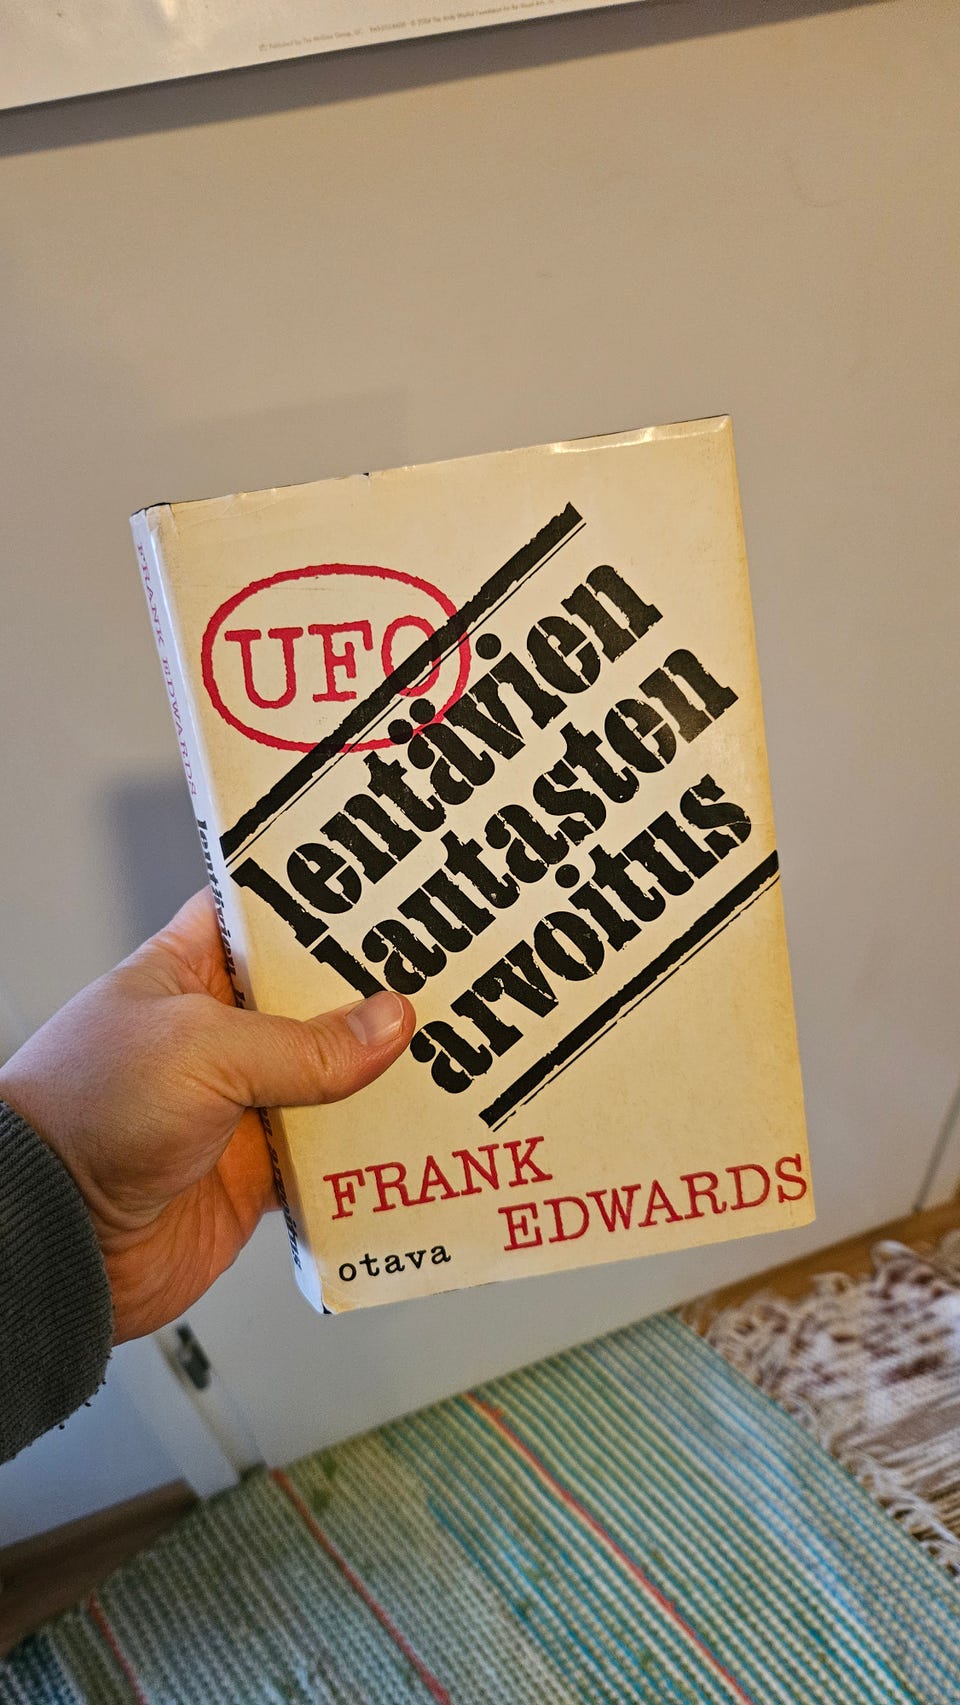 UFO
lentävien
lautasten
arvoitus
FRANK
EDWARDS
otava
FRANK EDWARDS